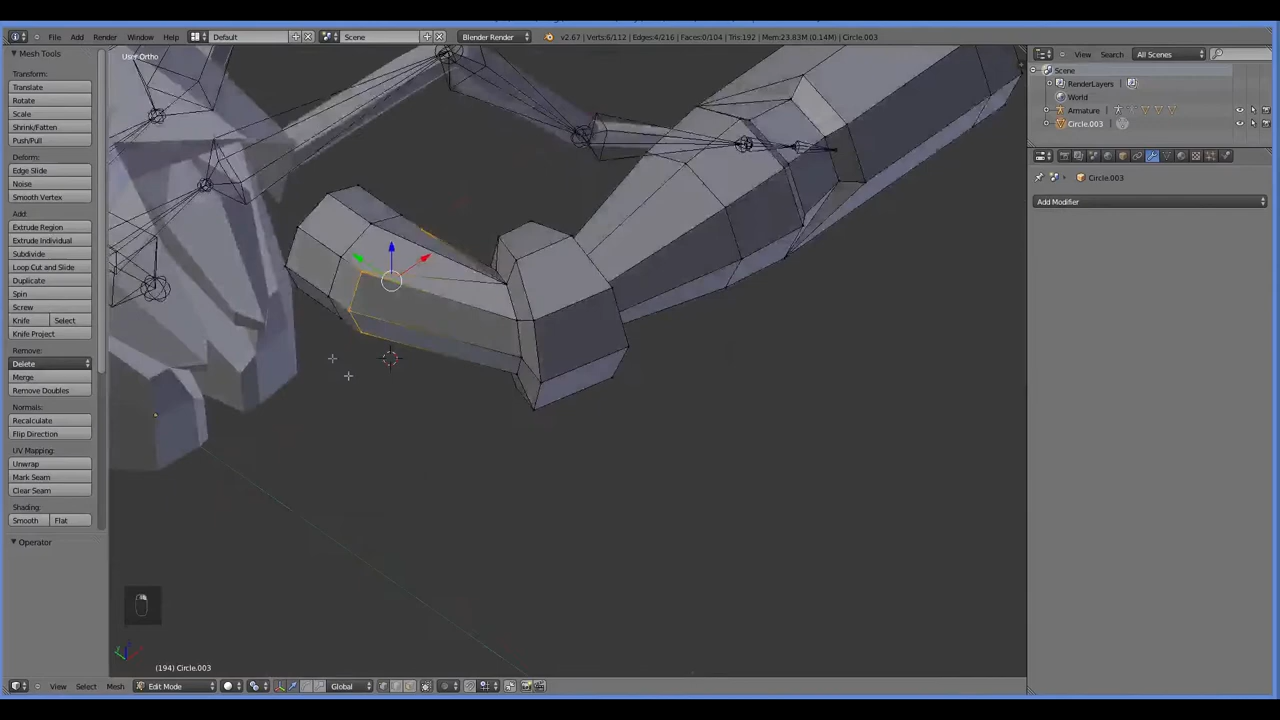 File Add Render Window Help Default Scene Blender Render v2.67 | Verts:6/112 | Edges:4/216 | Faces:0/104 | Tris:192 | Mem:23.83M (0.14M) | Circle.003
Mesh Tools
User Ortho
View Search All Scenes
Transform:
Translate
Rotate
Scale
Shrink/Fatten
Push/Pull
Deform:
Edge Slide
Noise
Smooth Vertex
Add:
Extrude Region
Extrude Individual
Subdivide
Loop Cut and Slide
Duplicate
Spin
Screw
Knife Select
Knife Project
Remove:
Delete
Merge
Remove Doubles
Normals:
Recalculate
Flip Direction
UV Mapping:
Unwrap
Mark Seam
Clear Seam
Shading:
Smooth Flat
Operator
Scene
RenderLayers
World
Armature
Circle.003
Circle.003
Add Modifier
(194) Circle.003
View Select Mesh Edit Mode Global